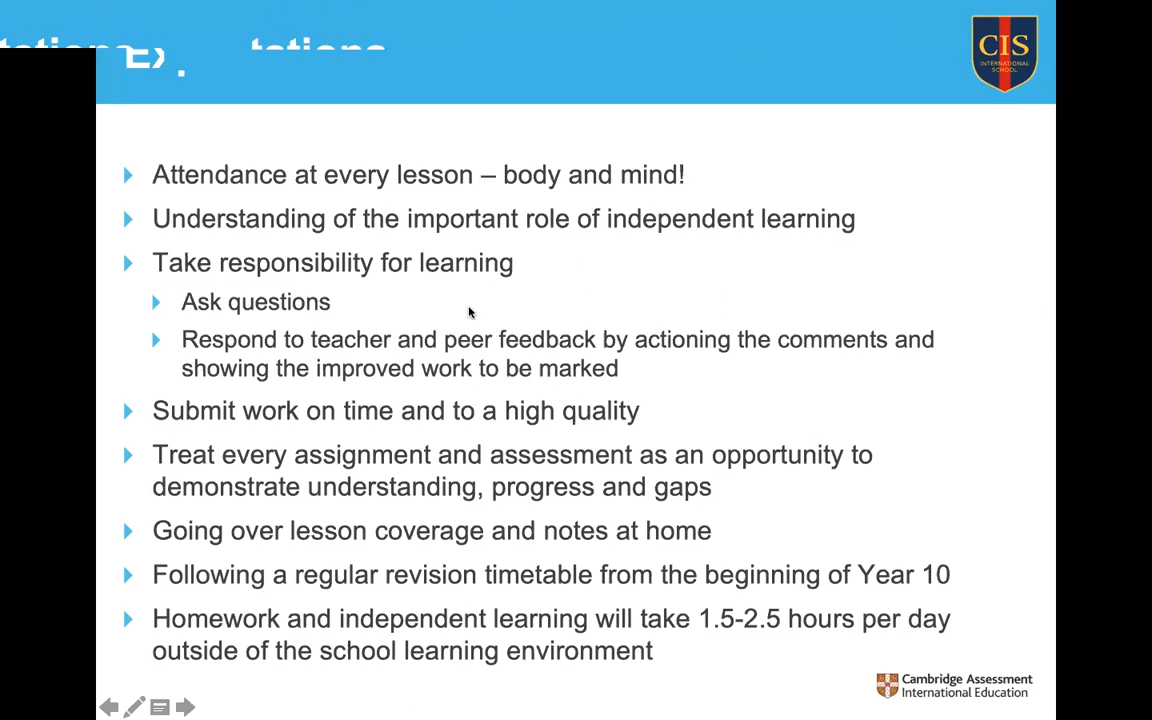 CIS
INTERNATIONAL
SCHOOL
Attendance at every lesson – body and mind!
Understanding of the important role of independent learning
Take responsibility for learning
Ask questions
Respond to teacher and peer feedback by actioning the comments and
showing the improved work to be marked
Submit work on time and to a high quality
Treat every assignment and assessment as an opportunity to
demonstrate understanding, progress and gaps
Going over lesson coverage and notes at home
Following a regular revision timetable from the beginning of Year 10
Homework and independent learning will take 1.5-2.5 hours per day
outside of the school learning environment
Cambridge Assessment
International Education